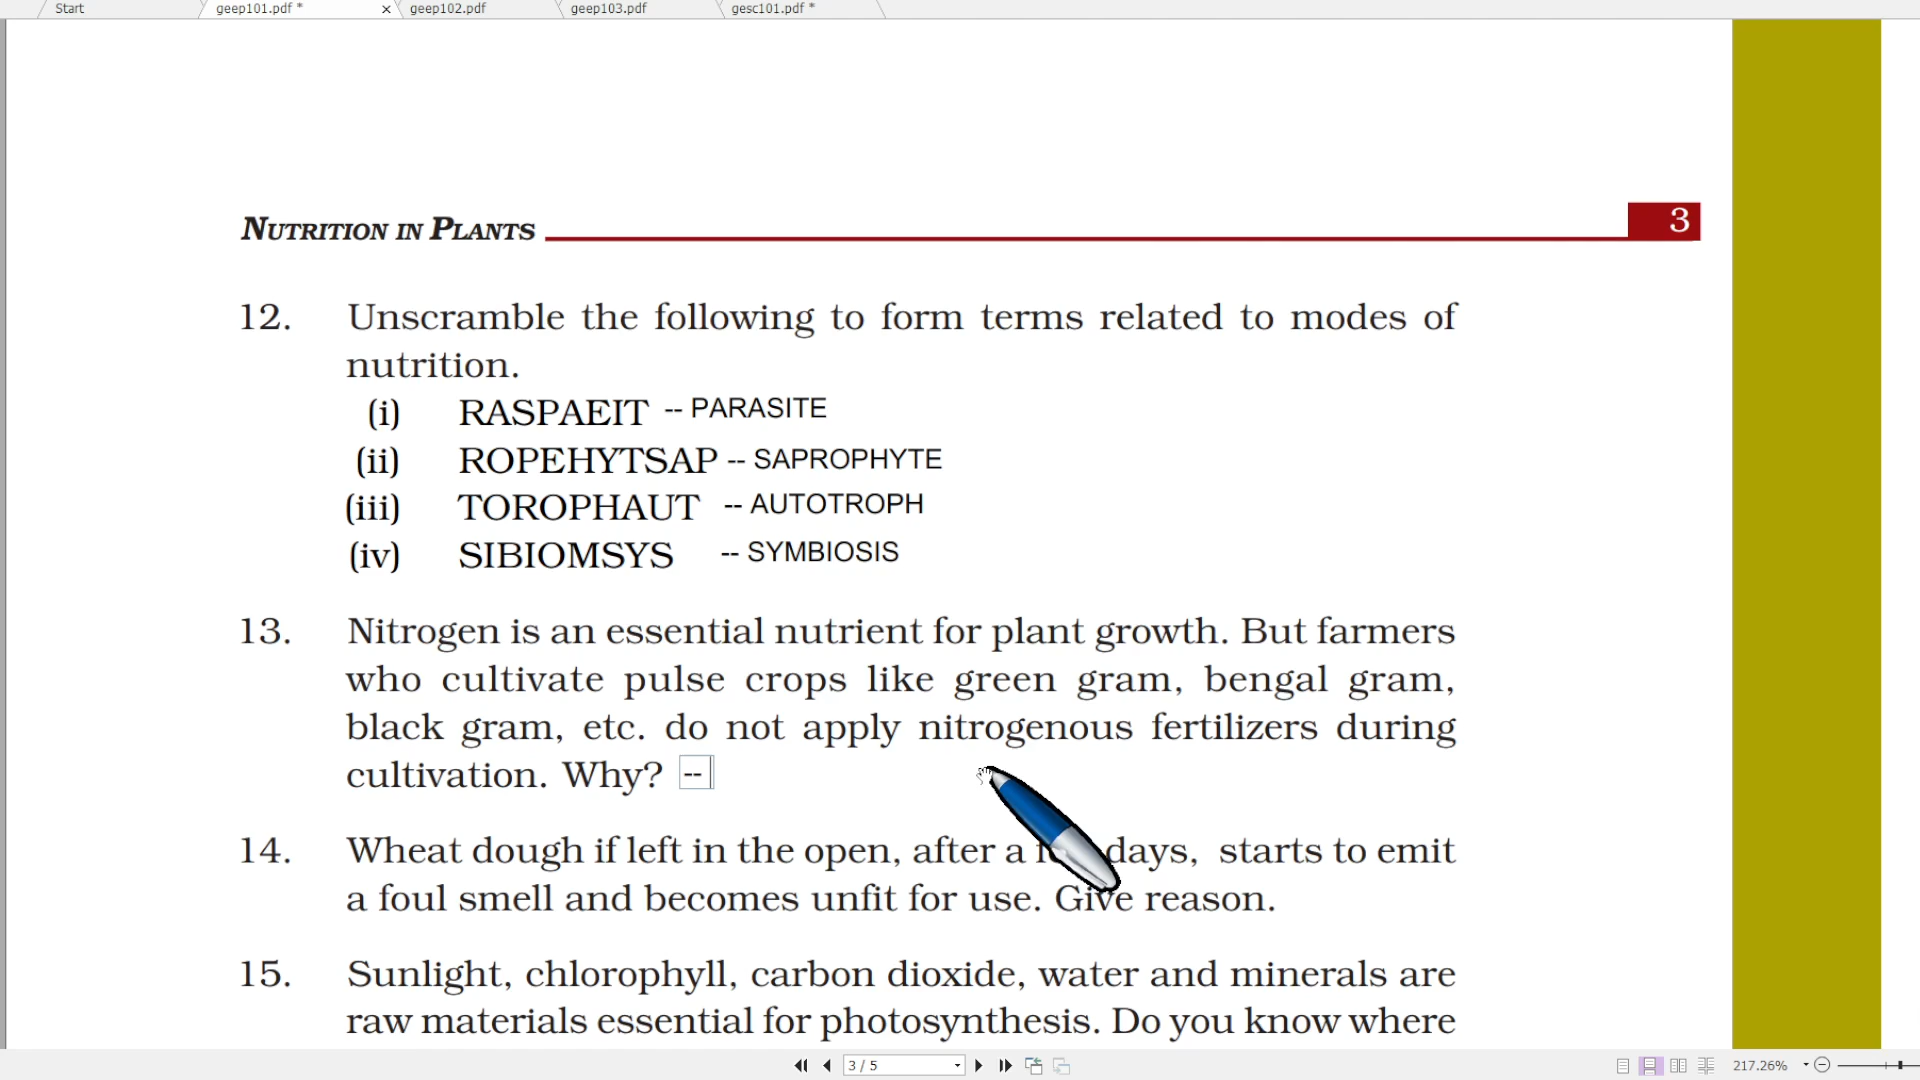 Start geep101.pdf * × geep102.pdf geep103.pdf gesc101.pdf *
NUTRITION IN PLANTS 3
12. Unscramble the following to form terms related to modes of
nutrition.
(i) RASPAEIT -- PARASITE
(ii) ROPEHYTSAP -- SAPROPHYTE
(iii) TOROPHAUT -- AUTOTROPH
(iv) SIBIOMSYS -- SYMBIOSIS
13. Nitrogen is an essential nutrient for plant growth. But farmers
who cultivate pulse crops like green gram, bengal gram,
black gram, etc. do not apply nitrogenous fertilizers during
cultivation. Why? --
14. Wheat dough if left in the open, after a days, starts to emit
a foul smell and becomes unfit for use. Give reason.
15. Sunlight, chlorophyll, carbon dioxide, water and minerals are
raw materials essential for photosynthesis. Do you know where
3 / 5 217.26%